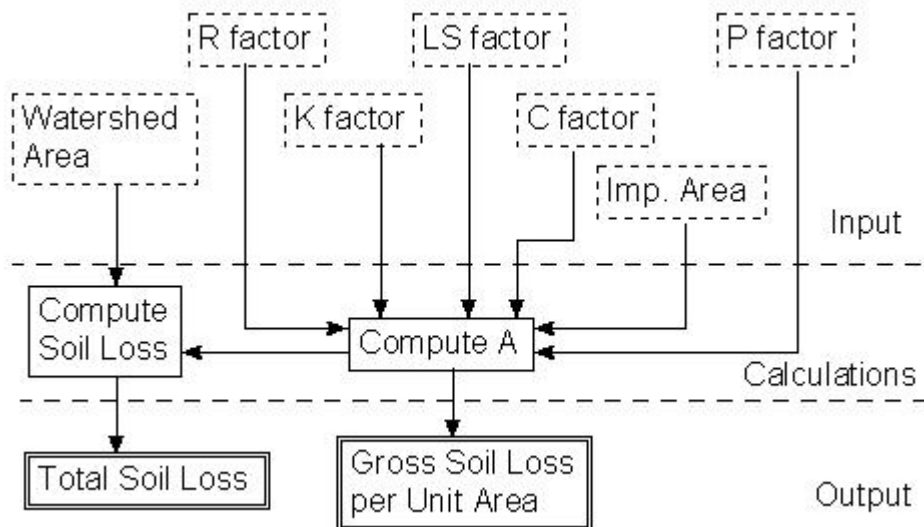 R factor
LS factor
P factor
Watershed
Area
K factor
C factor
Imp. Area
Input
Compute
Soil Loss
Compute A
Calculations
Total Soil Loss
Gross Soil Loss
per Unit Area
Output